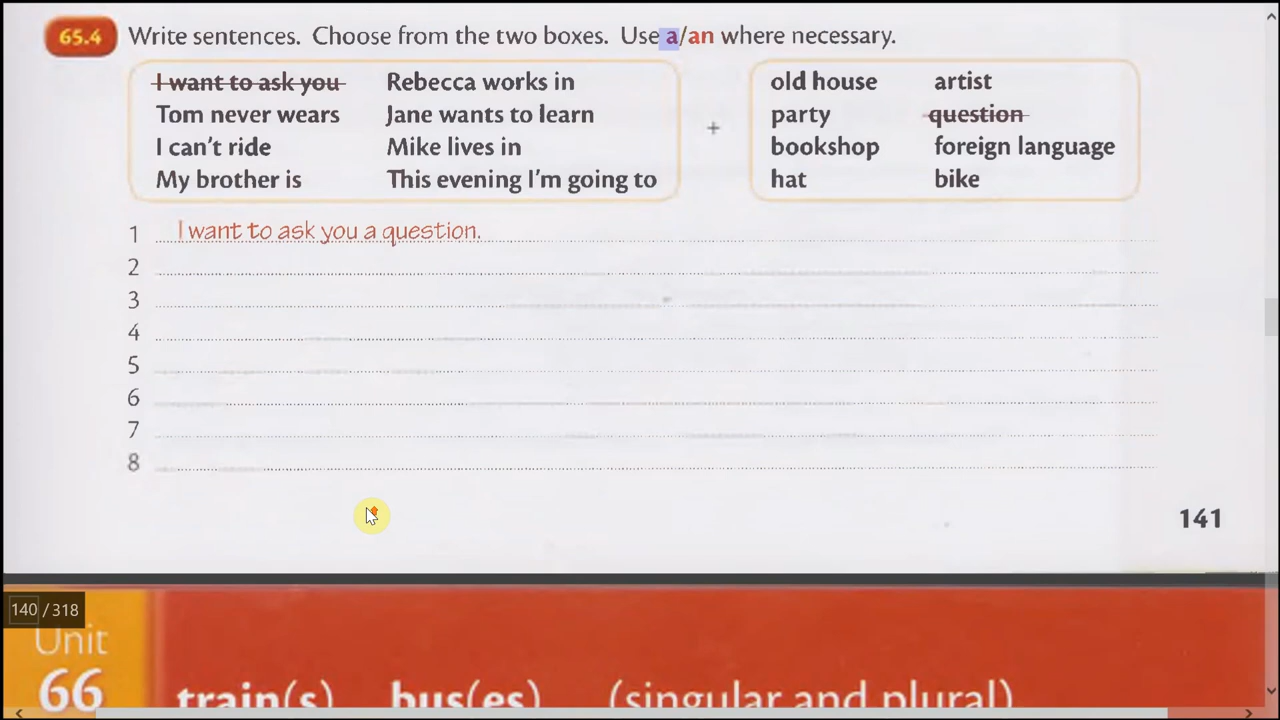 65.4 Write sentences. Choose from the two boxes. Use a/an where necessary.
I want to ask you Rebecca works in old house artist
Tom never wears Jane wants to learn + party question
I can't ride Mike lives in bookshop foreign language
My brother is This evening I'm going to hat bike
1 I want to ask you a question.
2
3
4
5
6
7
8
141
140 / 318
Unit
66 train(s) bus(es) (singular and plural)